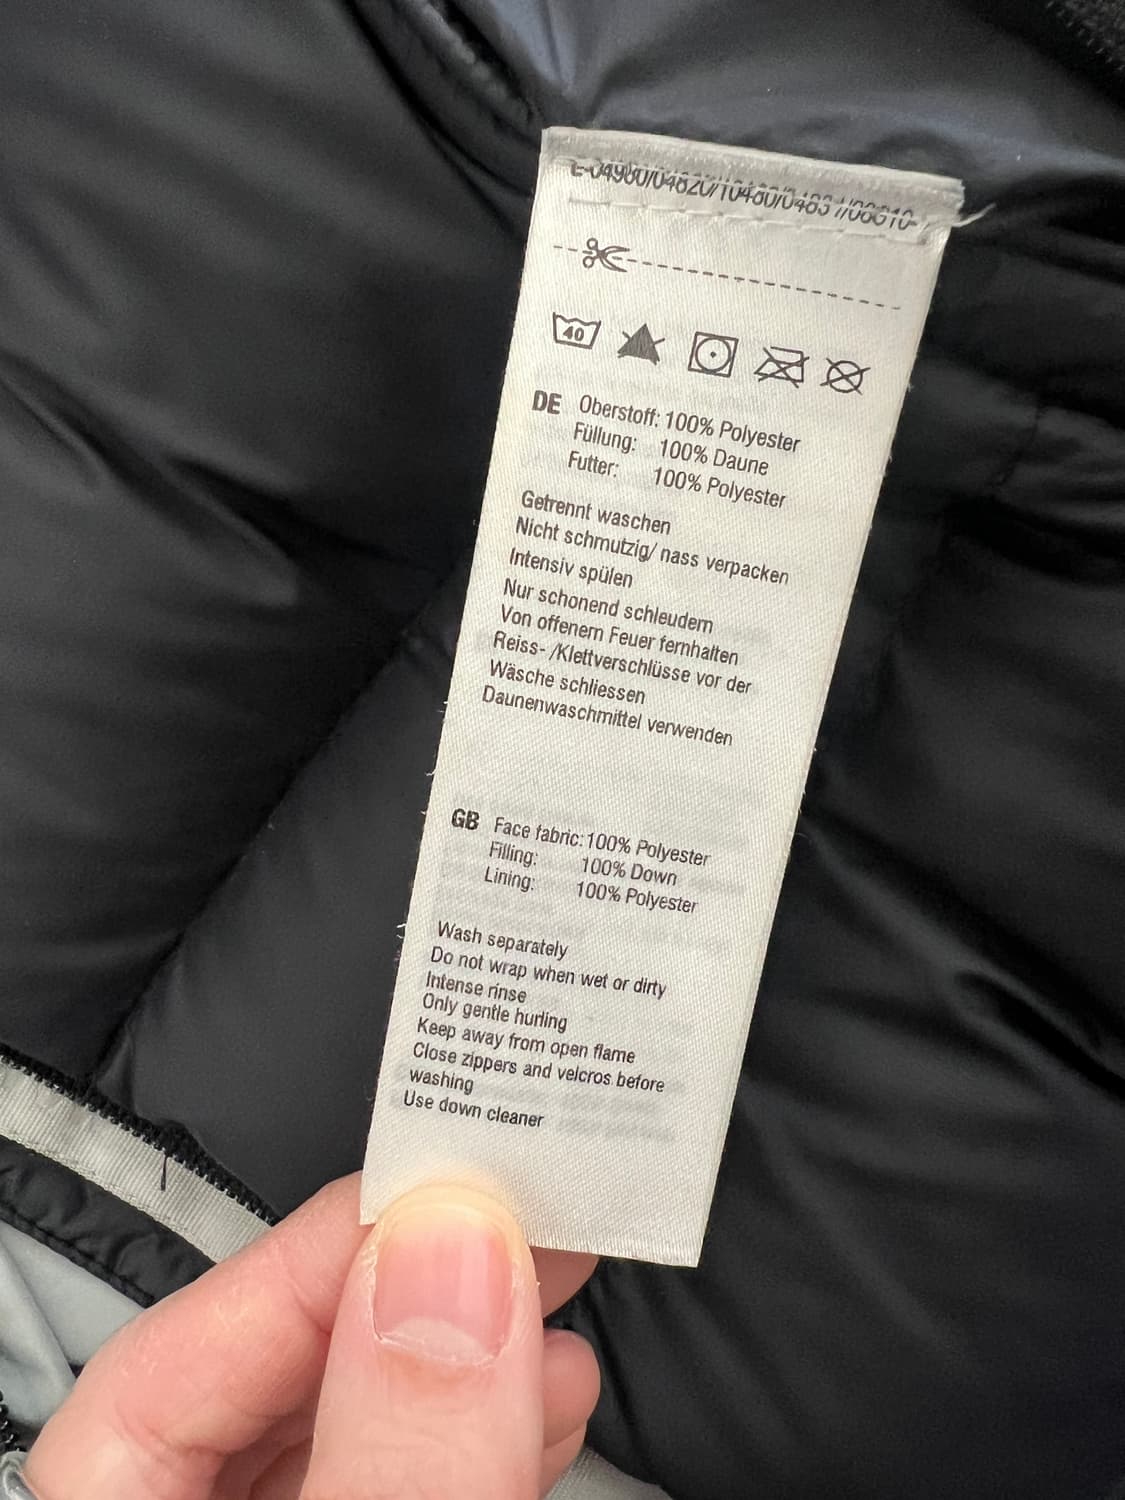 40
DE Oberstoff: 100% Polyester
Füllung: 100% Daune
Futter: 100% Polyester
Getrennt waschen
Nicht schmutzig/ nass verpacken
Intensiv spülen
Nur schonend schleudern
Von offenem Feuer fernhalten
Reiss- /Klettverschlüsse vor der
Wäsche schliessen
Daunenwaschmittel verwenden
GB Face fabric: 100% Polyester
Filling: 100% Down
Lining: 100% Polyester
Wash separately
Do not wrap when wet or dirty
Intense rinse
Only gentle hurling
Keep away from open flame
Close zippers and velcros before
washing
Use down cleaner